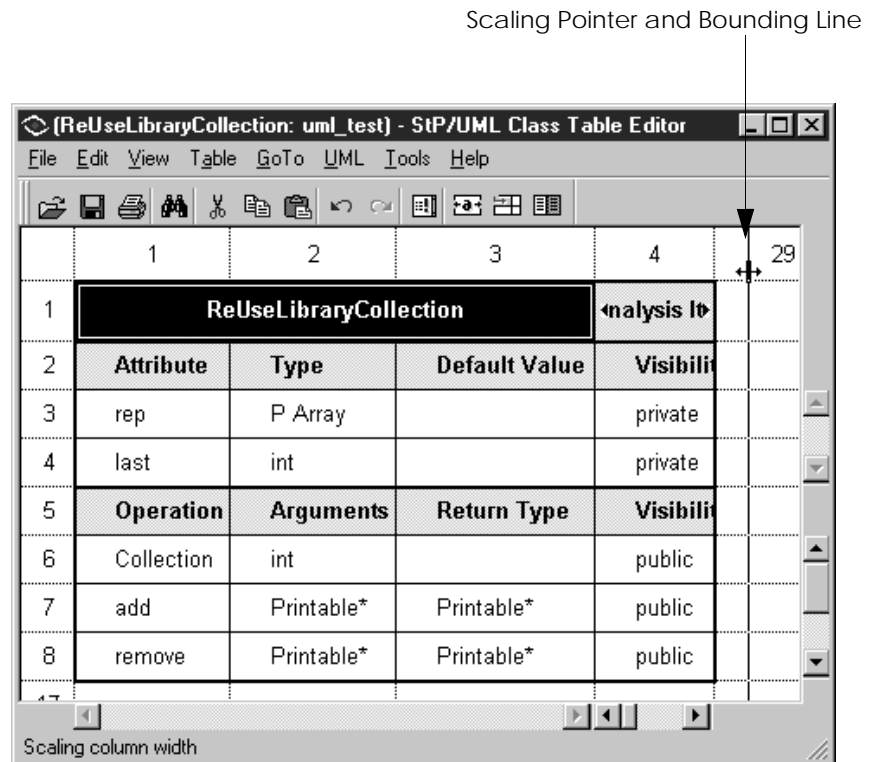 Scaling Pointer and Bounding Line
(ReUseLibraryCollection: uml_test) - StP/UML Class Table Editor
File Edit View Table GoTo UML Tools Help
1 2 3 4 29
1 ReUseLibraryCollection nalysis It
2 Attribute Type Default Value Visibilit
3 rep P Array private
4 last int private
5 Operation Arguments Return Type Visibilit
6 Collection int public
7 add Printable* Printable* public
8 remove Printable* Printable* public
Scaling column width